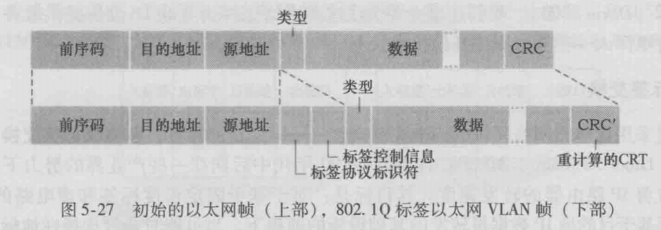 类型
前序码 目的地址 源地址 数据 CRC
类型
前序码 目的地址 源地址 数据 CRC'
标签控制信息
标签协议标识符 重计算的CRT
图 5-27 初始的以太网帧（上部），802.1Q 标签以太网 VLAN 帧（下部）